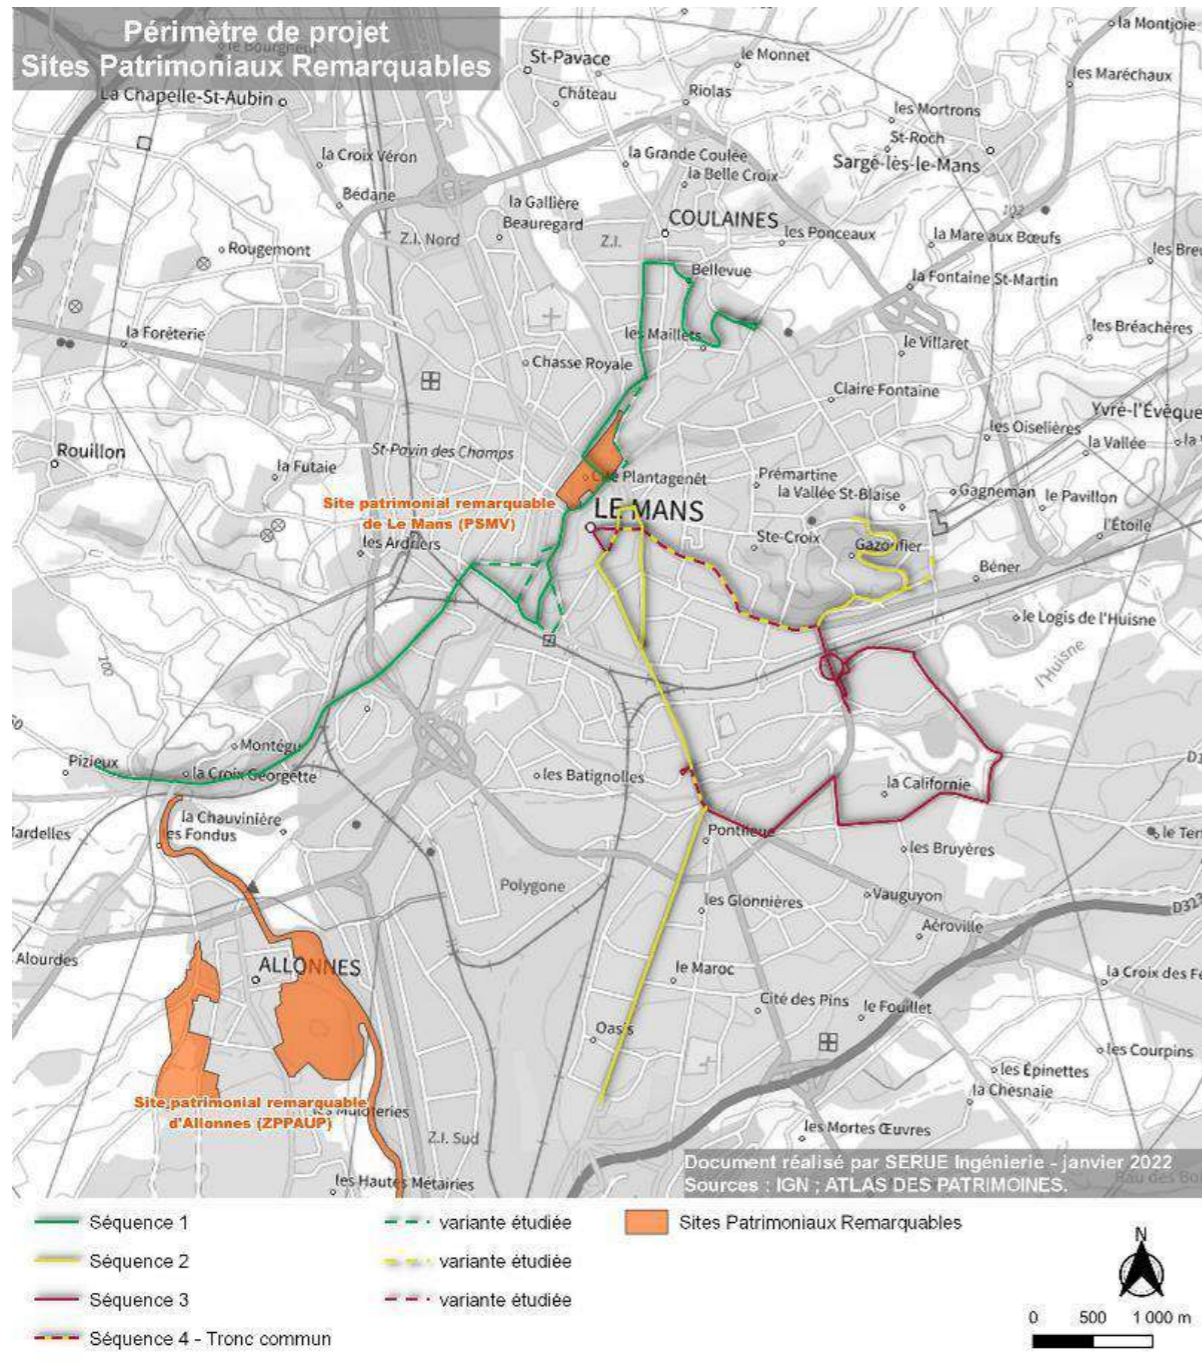 Périmètre de projet
Sites Patrimoniaux Remarquables
le Bourgneuf
la Montjoie
St-Pavace
le Monnet
les Maréchaux
La Chapelle-St-Aubin
Château
Riolas
les Mortrons
St-Roch
Sargé-lès-le-Mans
la Croix Véron
la Grande Coulée
la Belle Croix
Bédane
la Gallière
Beauregard
COULAINES
102
Z.I. Nord
Z.I.
les Ponceaux
la Mare aux Bœufs
Rougemont
Bellevue
la Fontaine St-Martin
la Foréterie
les Maillets
le Villaret
les Bréachères
Chasse Royale
Claire Fontaine
Yvré-l'Évêque
les Oiselières
la Vallée
Rouillon
St-Pavin des Champs
la Futaie
Cité Plantagenêt
Prémartine
la Vallée St-Blaise
Gagneman
le Pavillon
Site patrimonial remarquable
de Le Mans (PSMV)
LE MANS
l'Étoile
les Ardriers
Ste-Croix
Gazonfier
Béner
le Logis de l'Huisne
100
l'Huisne
Montégu
Pizieux
la Croix Georgette
les Batignolles
la Californie
la Chauvinière
les Fondus
Pontlieue
les Bruyères
Polygone
les Glonnières
Vauguyon
D323
Aéroville
Alourdes
ALLONNES
le Maroc
la Croix des
Cité des Pins
le Fouillet
Oasis
les Courpins
les Épinettes
la Chesnaie
Site patrimonial remarquable
d'Allonnes (ZPPAUP)
les Muloteries
Z.I. Sud
les Mortes Œuvres
les Hautes Métairies
Document réalisé par SERUE Ingénierie - janvier 2022
Sources : IGN ; ATLAS DES PATRIMOINES.
Séquence 1
variante étudiée
Sites Patrimoniaux Remarquables
Séquence 2
variante étudiée
Séquence 3
variante étudiée
Séquence 4 - Tronc commun
N
0 500 1 000 m